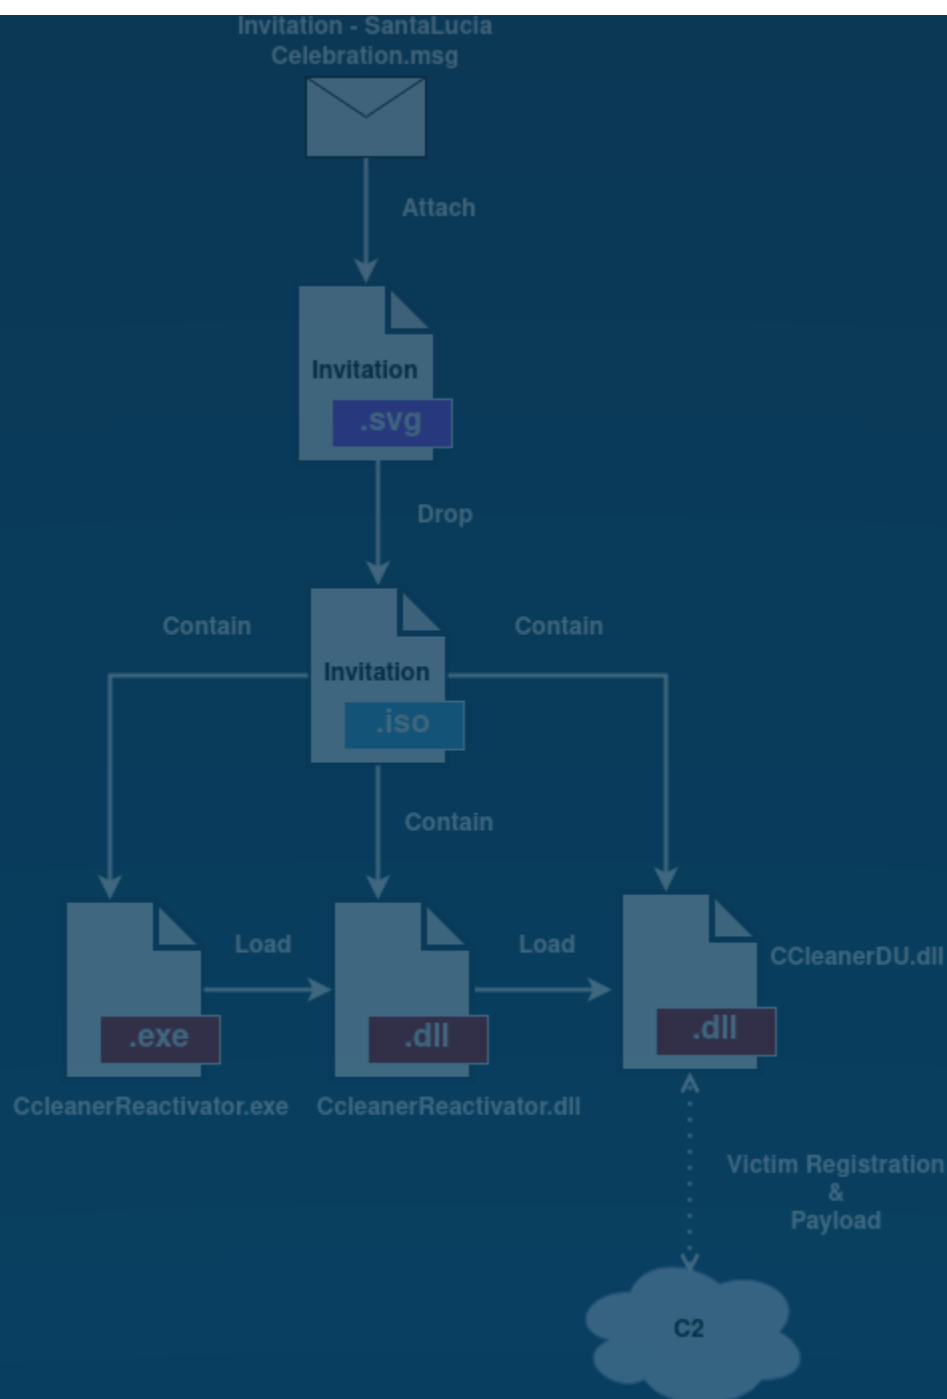 Invitation - SantaLucia
Celebration.msg
Attach
Invitation
.svg
Drop
Contain
Contain
Invitation
.iso
Contain
Load
Load
CCleanerDU.dll
.exe
.dll
.dll
CcleanerReactivator.exe
CcleanerReactivator.dll
Victim Registration
&
Payload
C2